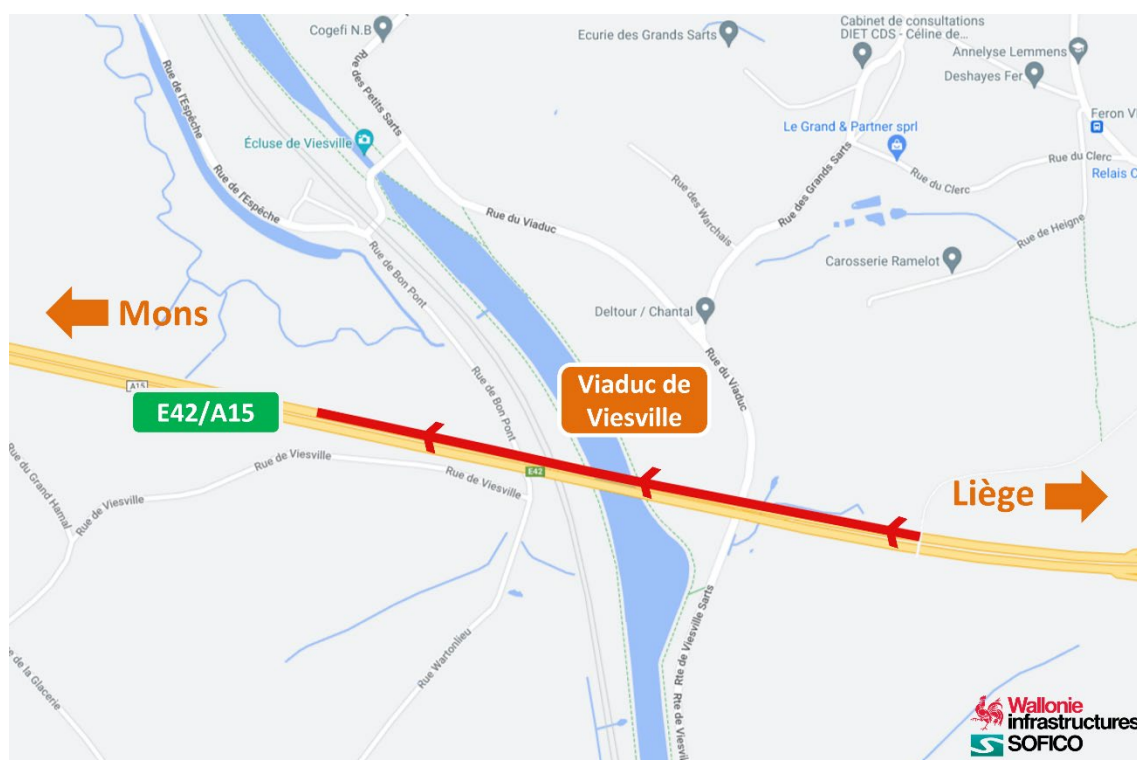 Cogefi N.B
Ecurie des Grands Sarts
Cabinet de consultations
DIET CDS - Céline de...
Annelyse Lemmens
Deshayes Fer
Feron Vi
Rue de l'Espêche
Rue des Petits Sarts
Écluse de Viesville
Le Grand & Partner sprl
Rue du Clerc
Relais C
Rue de l'Espêche
Rue du Viaduc
Rue des Warchais
Rue des Grands Sarts
Rue du Clerc
Rue de Heigne
Rue de Bon Pont
Carosserie Ramelot
Mons
Deltour / Chantal
Rue du Viaduc
A15
E42/A15
Rue de Bon Pont
Viaduc de
Viesville
Rue du Grand Hamal
Rue de Viesville
Rue de Viesville
E42
Rue de Viesville
Liège
Rue Wartonlieu
Rte de Viesville Sarts
e de la Glacerie
Rte de Viesvill
Wallonie
infrastructures
SOFICO